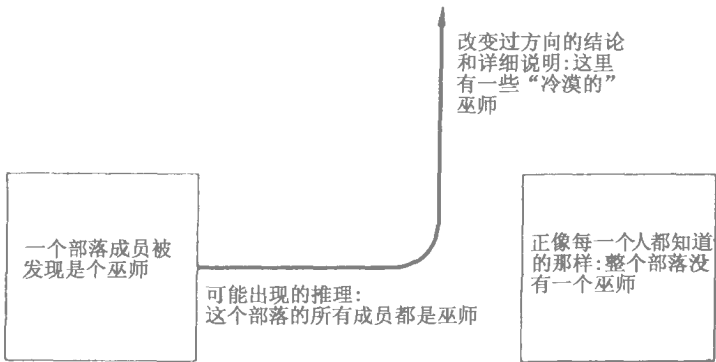 改变过方向的结论
和详细说明:这里
有一些“冷漠的”
巫师
一个部落成员被
发现是个巫师
正像每一个人都知道
的那样:整个部落没
有一个巫师
可能出现的推理:
这个部落的所有成员都是巫师